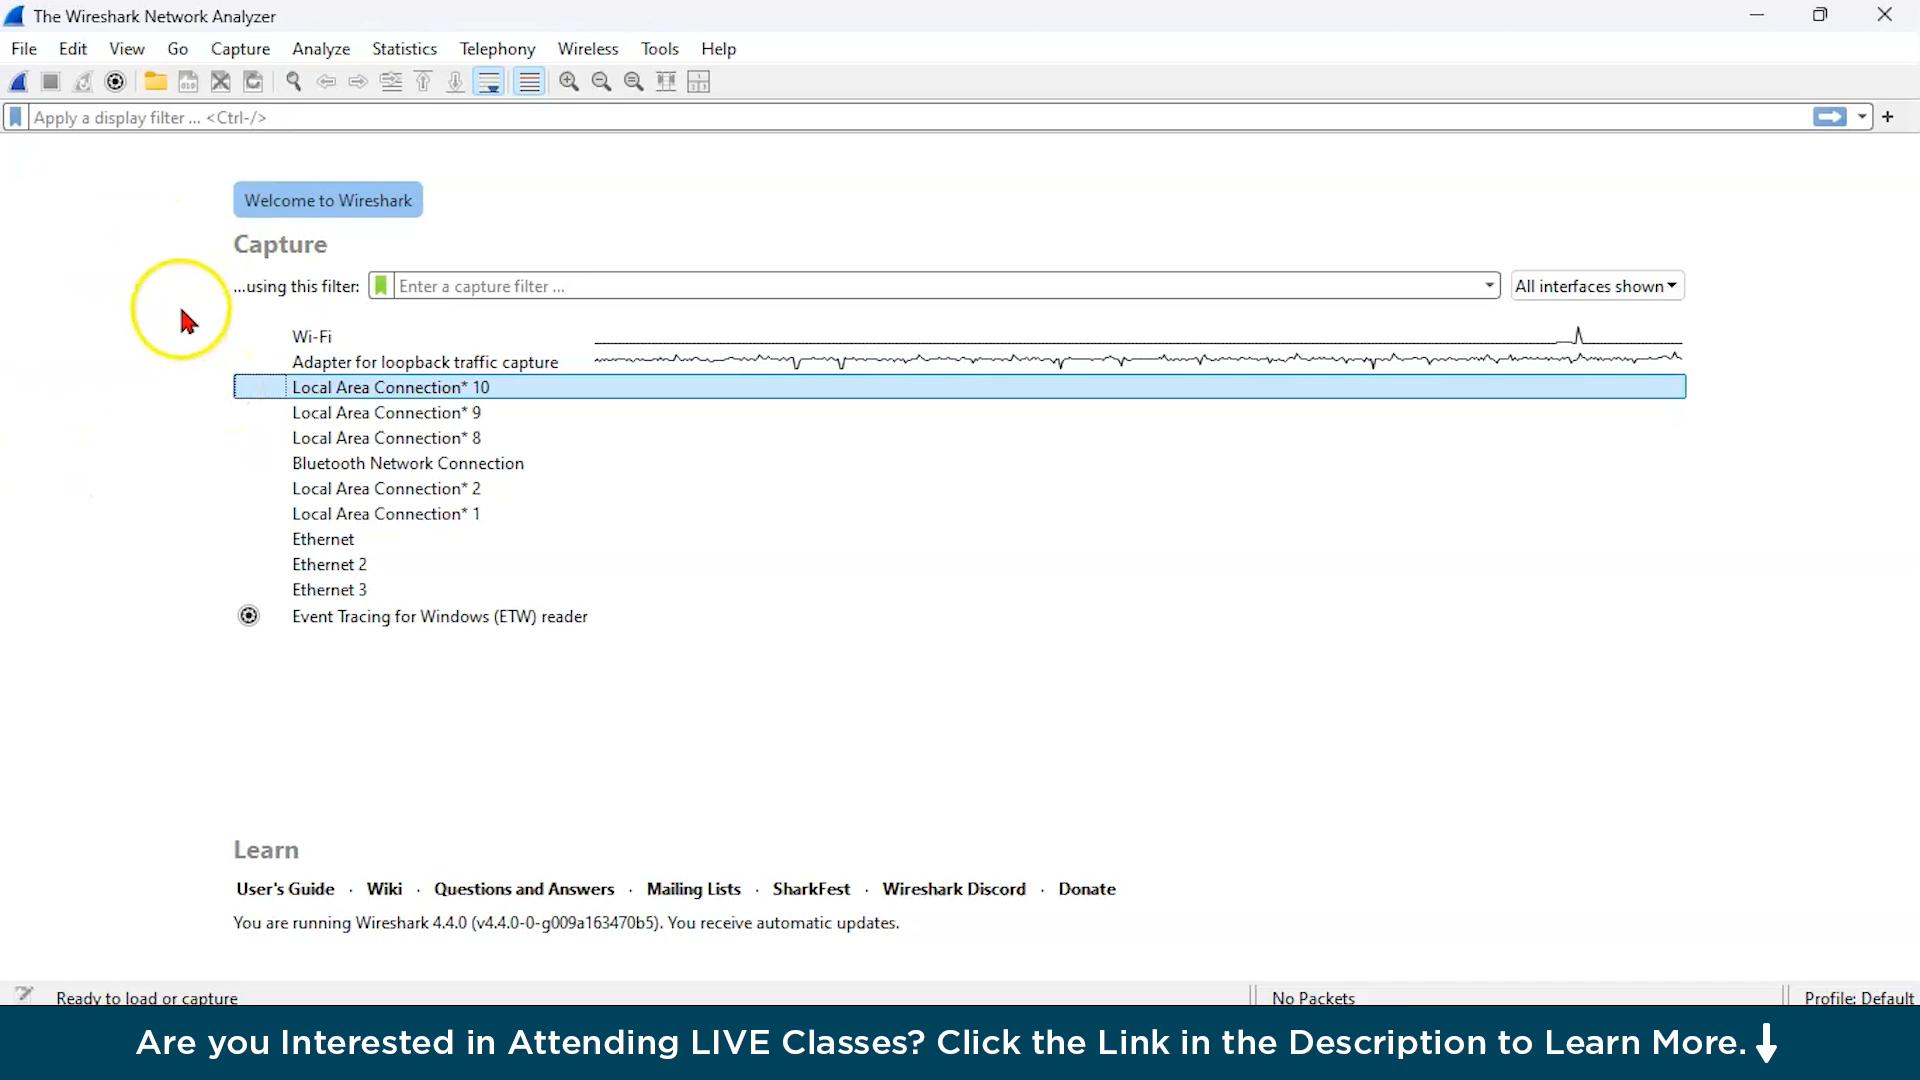 The Wireshark Network Analyzer
File Edit View Go Capture Analyze Statistics Telephony Wireless Tools Help
Apply a display filter ... <Ctrl-/>
Welcome to Wireshark
Capture
...using this filter: Enter a capture filter ... All interfaces shown
Wi-Fi
Adapter for loopback traffic capture
Local Area Connection* 10
Local Area Connection* 9
Local Area Connection* 8
Bluetooth Network Connection
Local Area Connection* 2
Local Area Connection* 1
Ethernet
Ethernet 2
Ethernet 3
Event Tracing for Windows (ETW) reader
Learn
User's Guide · Wiki · Questions and Answers · Mailing Lists · SharkFest · Wireshark Discord · Donate
You are running Wireshark 4.4.0 (v4.4.0-0-g009a163470b5). You receive automatic updates.
Ready to load or capture No Packets Profile: Default
Are you Interested in Attending LIVE Classes? Click the Link in the Description to Learn More.